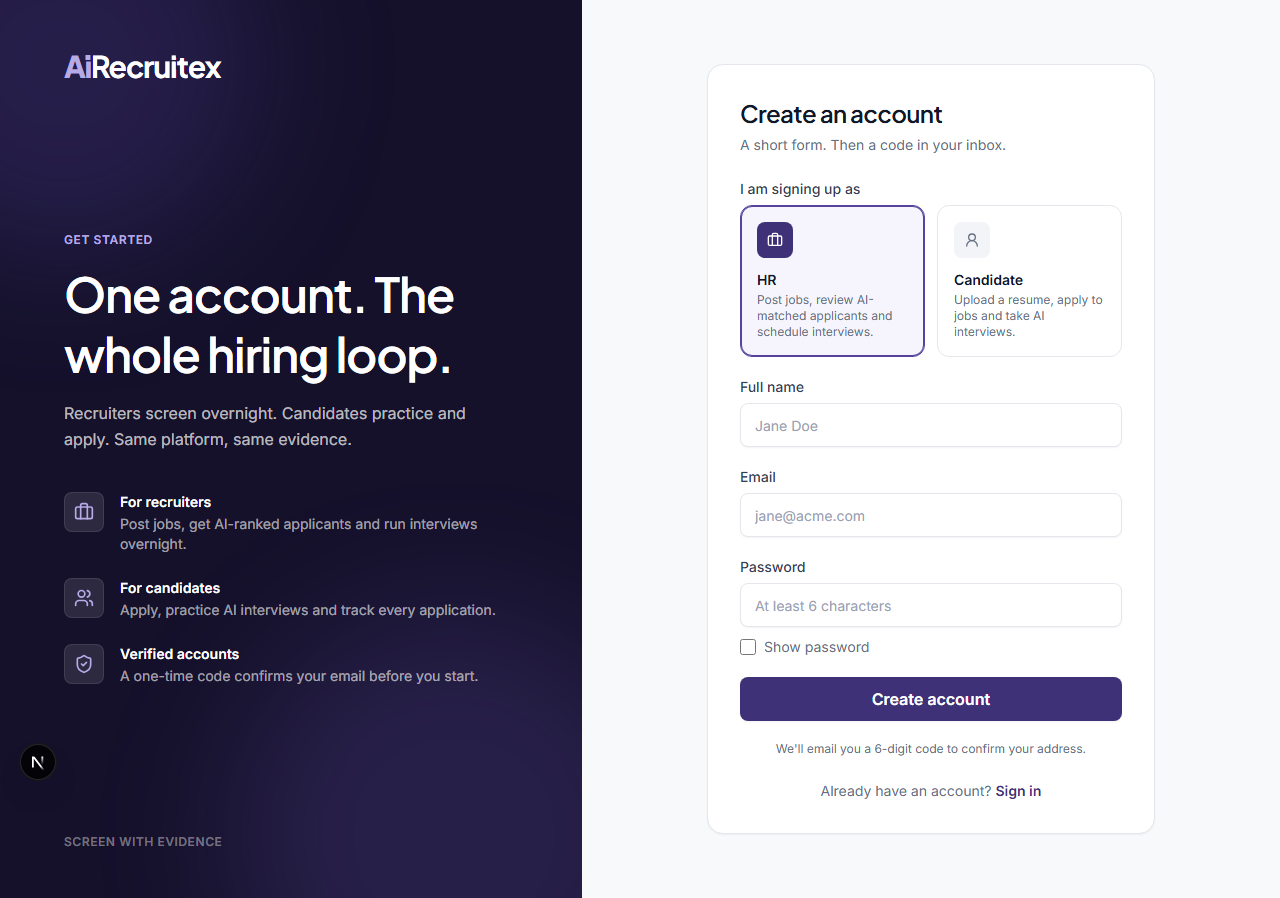 AiRecruitex
GET STARTED
One account. The
whole hiring loop.
Recruiters screen overnight. Candidates practice and
apply. Same platform, same evidence.
For recruiters
Post jobs, get AI-ranked applicants and run interviews
overnight.
For candidates
Apply, practice AI interviews and track every application.
Verified accounts
A one-time code confirms your email before you start.
N
SCREEN WITH EVIDENCE
Create an account
A short form. Then a code in your inbox.
I am signing up as
HR
Post jobs, review AI-
matched applicants and
schedule interviews.
Candidate
Upload a resume, apply to
jobs and take AI
interviews.
Full name
Jane Doe
Email
jane@acme.com
Password
At least 6 characters
Show password
Create account
We'll email you a 6-digit code to confirm your address.
Already have an account? Sign in